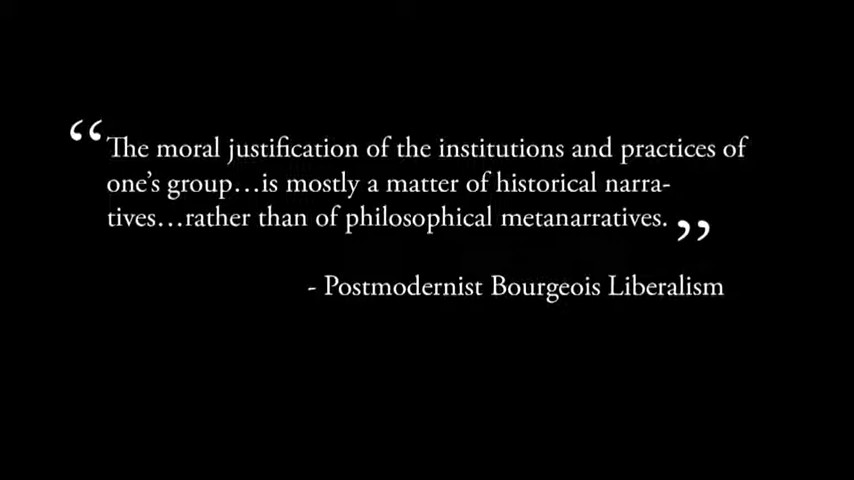 “The moral justification of the institutions and practices of
one’s group…is mostly a matter of historical narra-
tives…rather than of philosophical metanarratives.”
- Postmodernist Bourgeois Liberalism